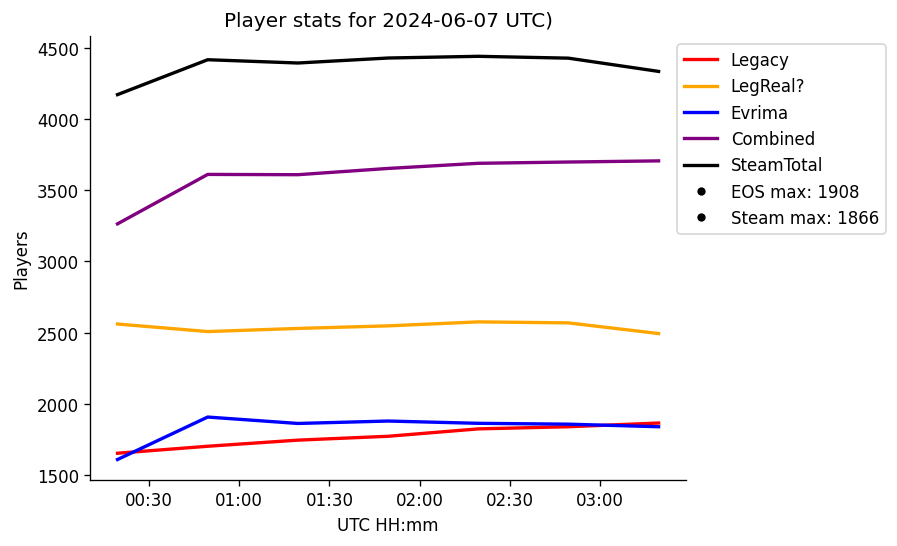 Player stats for 2024-06-07 UTC)
4500
4000
3500
3000
2500
2000
1500
Players
00:30 01:00 01:30 02:00 02:30 03:00
UTC HH:mm
Legacy
LegReal?
Evrima
Combined
SteamTotal
EOS max: 1908
Steam max: 1866